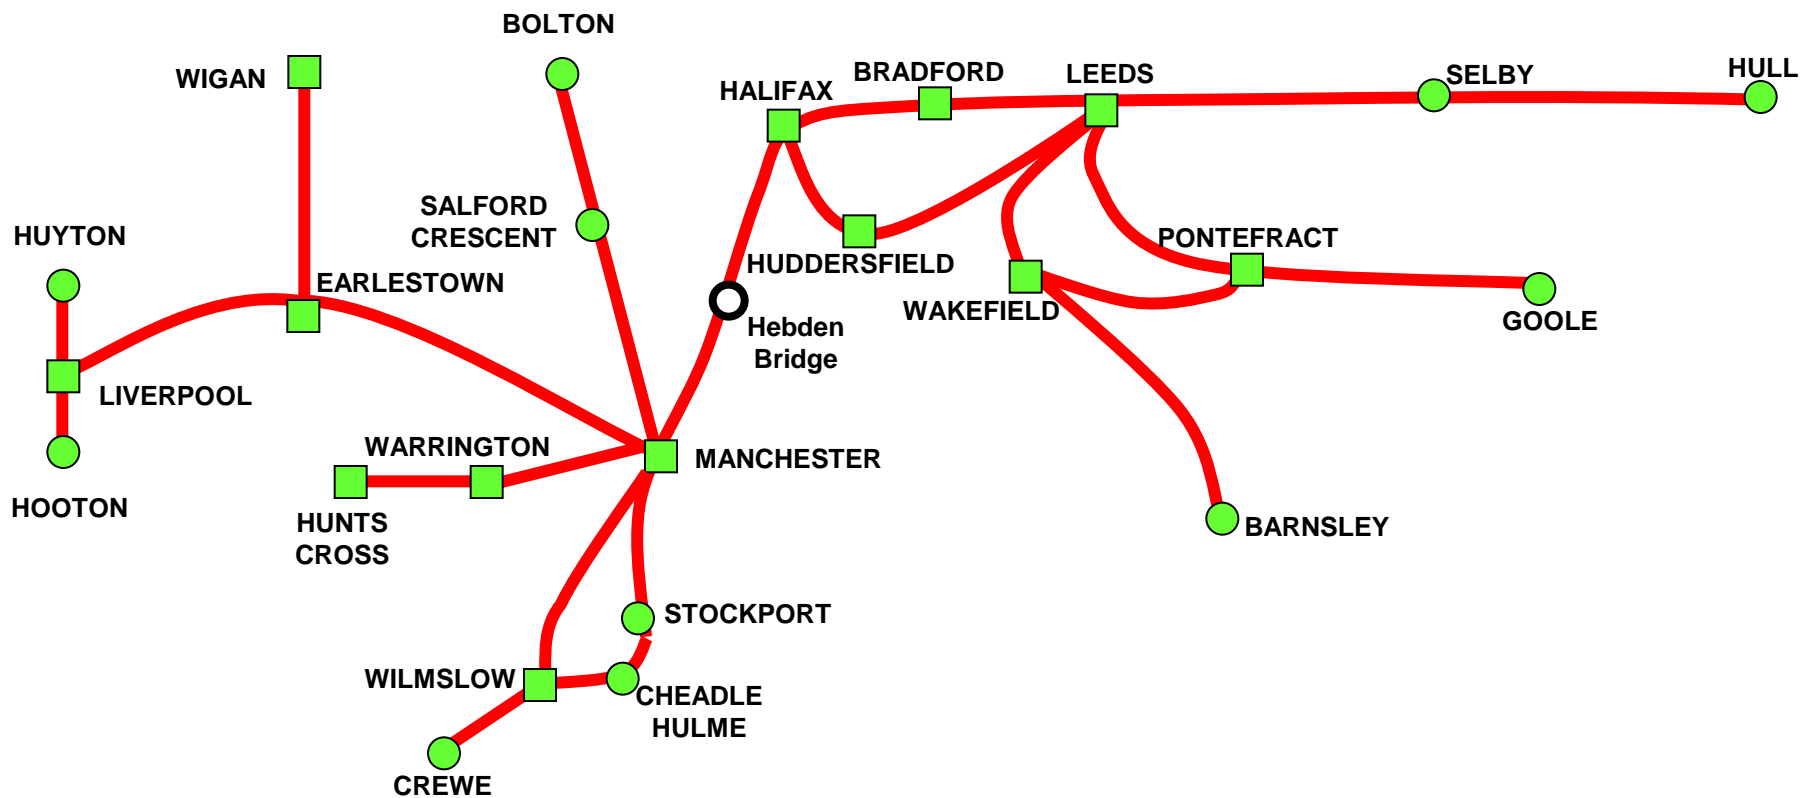 BOLTON
WIGAN
HALIFAX
BRADFORD
LEEDS
SELBY
HULL
SALFORD
CRESCENT
HUYTON
EARLESTOWN
HUDDERSFIELD
PONTEFRACT
WAKEFIELD
GOOLE
Hebden
Bridge
LIVERPOOL
WARRINGTON
MANCHESTER
HOOTON
HUNTS
CROSS
BARNSLEY
STOCKPORT
WILMSLOW
CHEADLE
HULME
CREWE